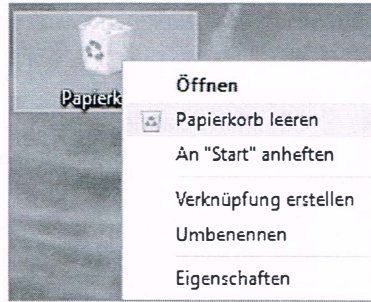 Papierk
Öffnen
Papierkorb leeren
An "Start" anheften
Verknüpfung erstellen
Umbenennen
Eigenschaften